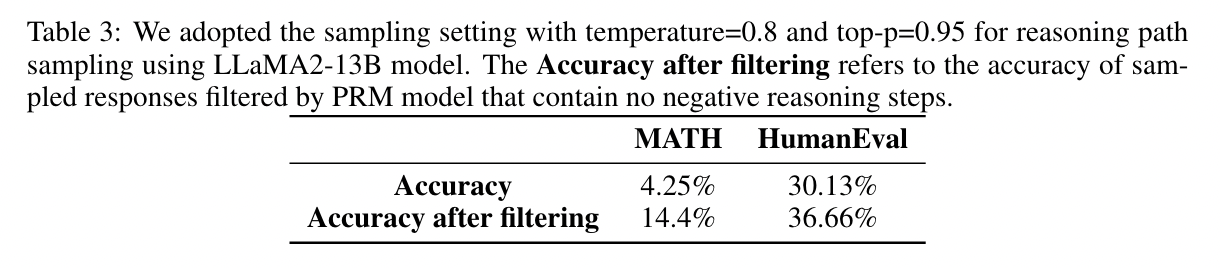 Table 3: We adopted the sampling setting with temperature=0.8 and top-p=0.95 for reasoning path
sampling using LLaMA2-13B model. The Accuracy after filtering refers to the accuracy of sam-
pled responses filtered by PRM model that contain no negative reasoning steps.
MATH HumanEval
Accuracy 4.25% 30.13%
Accuracy after filtering 14.4% 36.66%